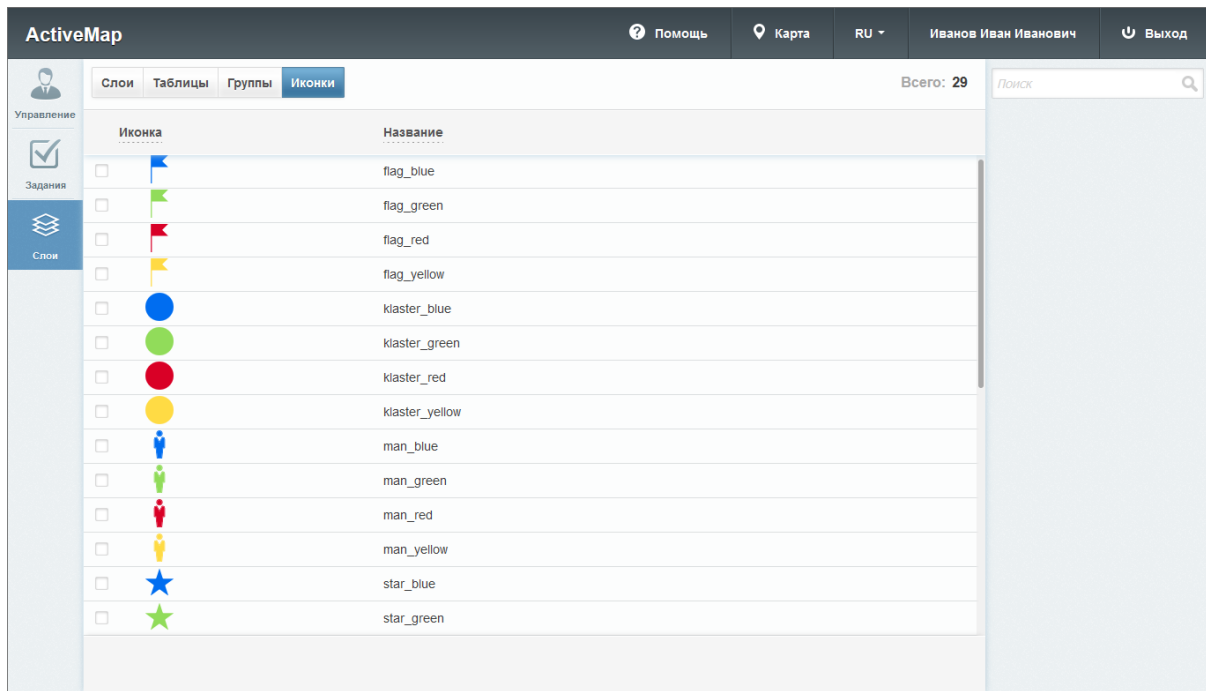 ActiveMap
Помощь
Карта
RU
Иванов Иван Иванович
Выход
Управление
Задания
Слои
Слои Таблицы Группы Иконки
Всего: 29
Поиск
Иконка Название
flag_blue
flag_green
flag_red
flag_yellow
klaster_blue
klaster_green
klaster_red
klaster_yellow
man_blue
man_green
man_red
man_yellow
star_blue
star_green